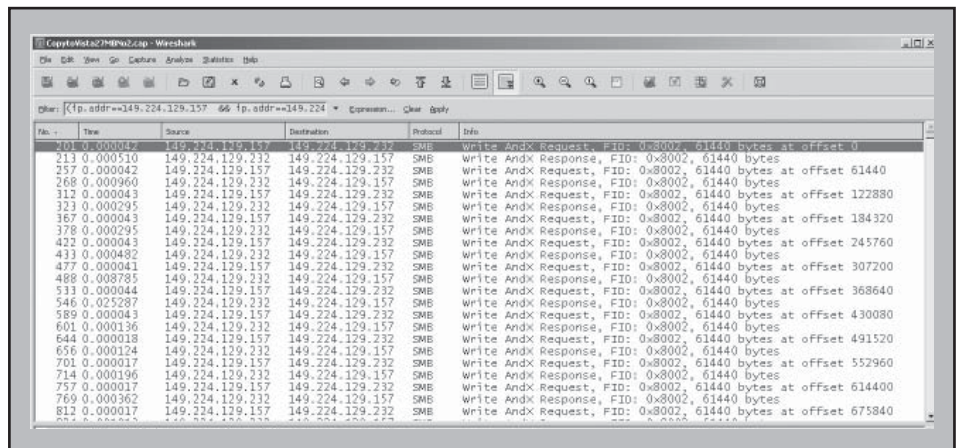 CopytoVista27MBNo2.cap - Wireshark
File Edit View Go Capture Analyze Statistics Help
Filter: (ip.addr==149.224.129.157 && ip.addr==149.224 Expression... Clear Apply
No. Time Source Destination Protocol Info
201 0.000042 149.224.129.157 149.224.129.232 SMB Write AndX Request, FID: 0x8002, 61440 bytes at offset 0
213 0.000510 149.224.129.232 149.224.129.157 SMB Write AndX Response, FID: 0x8002, 61440 bytes
257 0.000042 149.224.129.157 149.224.129.232 SMB Write AndX Request, FID: 0x8002, 61440 bytes at offset 61440
268 0.000960 149.224.129.232 149.224.129.157 SMB Write AndX Response, FID: 0x8002, 61440 bytes
312 0.000043 149.224.129.157 149.224.129.232 SMB Write AndX Request, FID: 0x8002, 61440 bytes at offset 122880
323 0.000295 149.224.129.232 149.224.129.157 SMB Write AndX Response, FID: 0x8002, 61440 bytes
367 0.000043 149.224.129.157 149.224.129.232 SMB Write AndX Request, FID: 0x8002, 61440 bytes at offset 184320
378 0.000295 149.224.129.232 149.224.129.157 SMB Write AndX Response, FID: 0x8002, 61440 bytes
422 0.000043 149.224.129.157 149.224.129.232 SMB Write AndX Request, FID: 0x8002, 61440 bytes at offset 245760
433 0.000482 149.224.129.232 149.224.129.157 SMB Write AndX Response, FID: 0x8002, 61440 bytes
477 0.000041 149.224.129.157 149.224.129.232 SMB Write AndX Request, FID: 0x8002, 61440 bytes at offset 307200
488 0.008785 149.224.129.232 149.224.129.157 SMB Write AndX Response, FID: 0x8002, 61440 bytes
533 0.000044 149.224.129.157 149.224.129.232 SMB Write AndX Request, FID: 0x8002, 61440 bytes at offset 368640
546 0.025287 149.224.129.232 149.224.129.157 SMB Write AndX Response, FID: 0x8002, 61440 bytes
589 0.000043 149.224.129.157 149.224.129.232 SMB Write AndX Request, FID: 0x8002, 61440 bytes at offset 430080
601 0.000136 149.224.129.232 149.224.129.157 SMB Write AndX Response, FID: 0x8002, 61440 bytes
644 0.000018 149.224.129.157 149.224.129.232 SMB Write AndX Request, FID: 0x8002, 61440 bytes at offset 491520
656 0.000124 149.224.129.232 149.224.129.157 SMB Write AndX Response, FID: 0x8002, 61440 bytes
701 0.000017 149.224.129.157 149.224.129.232 SMB Write AndX Request, FID: 0x8002, 61440 bytes at offset 552960
714 0.000196 149.224.129.232 149.224.129.157 SMB Write AndX Response, FID: 0x8002, 61440 bytes
757 0.000017 149.224.129.157 149.224.129.232 SMB Write AndX Request, FID: 0x8002, 61440 bytes at offset 614400
769 0.000362 149.224.129.232 149.224.129.157 SMB Write AndX Response, FID: 0x8002, 61440 bytes
812 0.000017 149.224.129.157 149.224.129.232 SMB Write AndX Request, FID: 0x8002, 61440 bytes at offset 675840